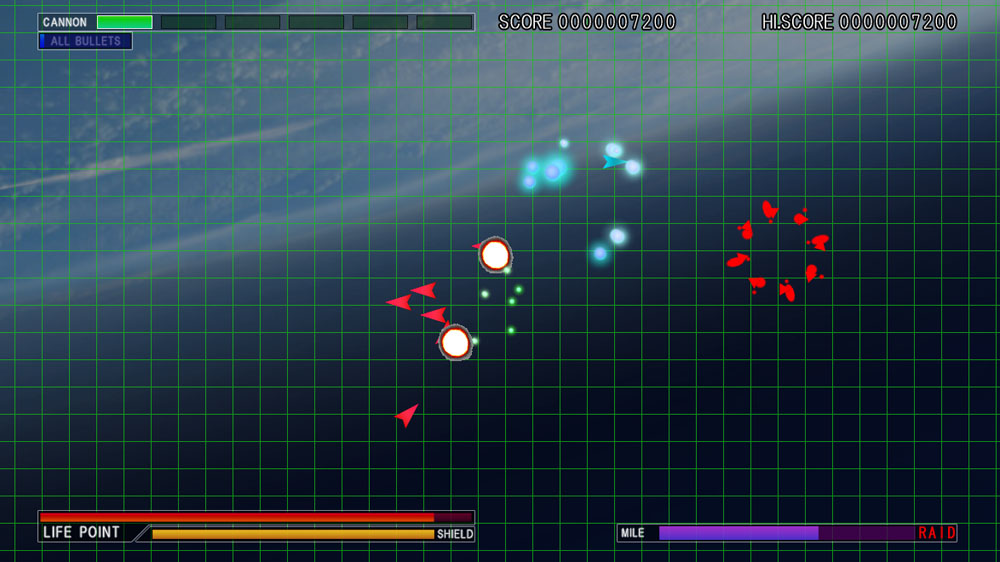 CANNON
SCORE 0000007200
HI.SCORE 0000007200
ALL BULLETS
LIFE POINT
SHIELD
MILE
RAID